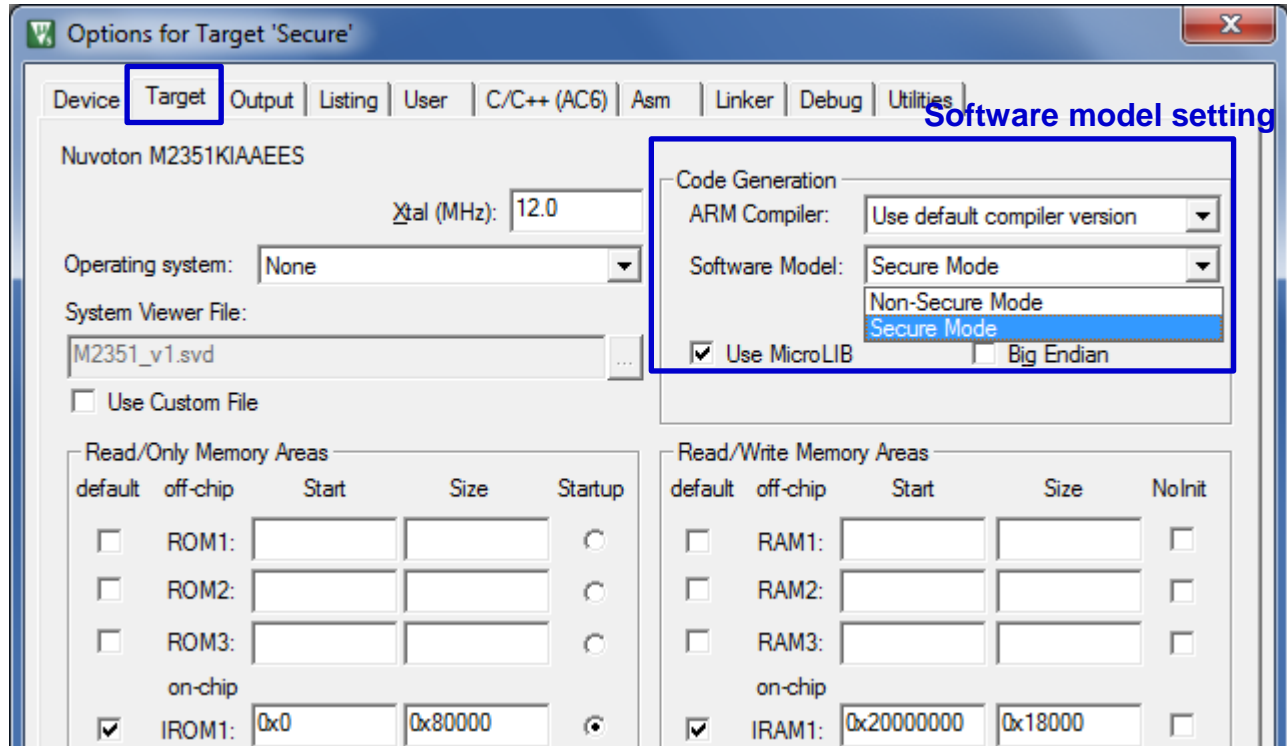 Options for Target 'Secure'
Device Target Output Listing User C/C++ (AC6) Asm Linker Debug Utilities
Software model setting
Nuvoton M2351KIAAEES
Xtal (MHz): 12.0
Operating system: None
System Viewer File:
M2351_v1.svd ...
Use Custom File
Code Generation
ARM Compiler: Use default compiler version
Software Model: Secure Mode
Non-Secure Mode
Secure Mode
Use MicroLIB Big Endian
Read/Only Memory Areas
default off-chip Start Size Startup
ROM1:
ROM2:
ROM3:
on-chip
IROM1: 0x0 0x80000
Read/Write Memory Areas
default off-chip Start Size NoInit
RAM1:
RAM2:
RAM3:
on-chip
IRAM1: 0x20000000 0x18000